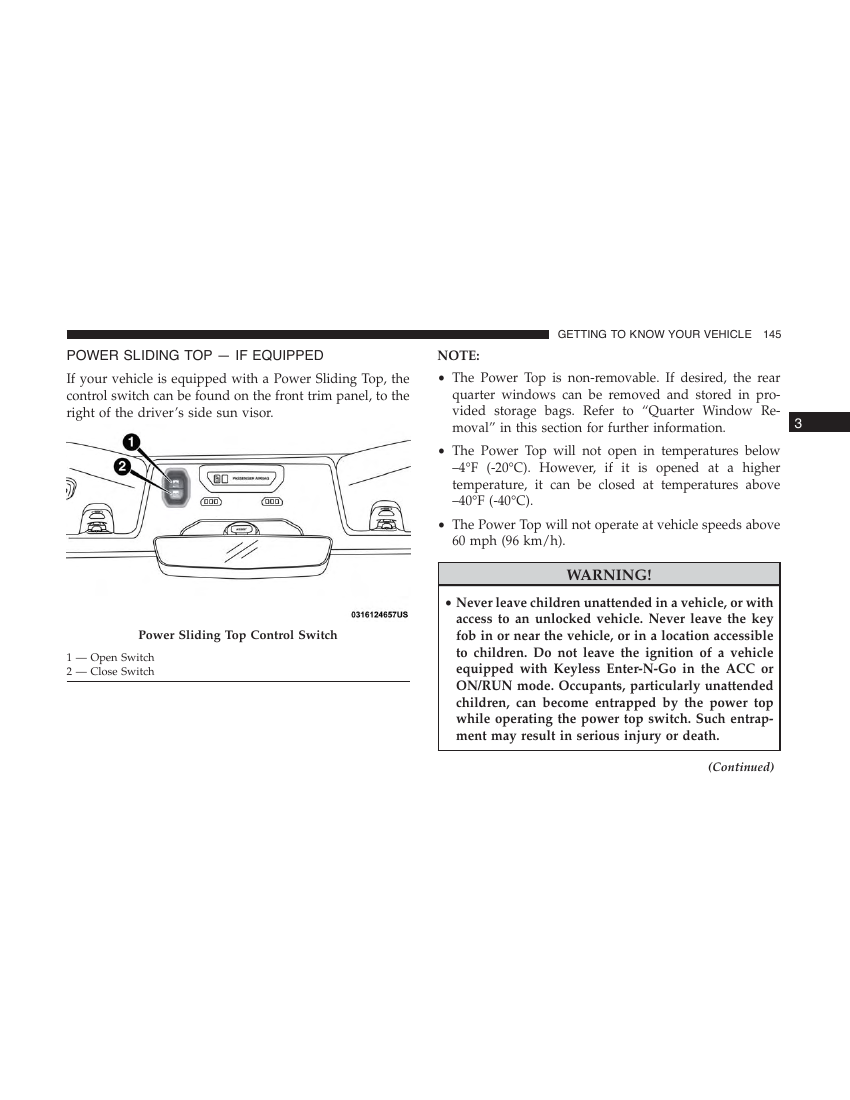 GETTING TO KNOW YOUR VEHICLE 145
POWER SLIDING TOP — IF EQUIPPED
If your vehicle is equipped with a Power Sliding Top, the
control switch can be found on the front trim panel, to the
right of the driver’s side sun visor.
1
2
PASSENGER AIRBAG
0316124657US
Power Sliding Top Control Switch
1 — Open Switch
2 — Close Switch
NOTE:
• The Power Top is non-removable. If desired, the rear
quarter windows can be removed and stored in pro-
vided storage bags. Refer to “Quarter Window Re-
moval” in this section for further information.
• The Power Top will not open in temperatures below
–4°F (-20°C). However, if it is opened at a higher
temperature, it can be closed at temperatures above
–40°F (-40°C).
• The Power Top will not operate at vehicle speeds above
60 mph (96 km/h).
3
WARNING!
• Never leave children unattended in a vehicle, or with
access to an unlocked vehicle. Never leave the key
fob in or near the vehicle, or in a location accessible
to children. Do not leave the ignition of a vehicle
equipped with Keyless Enter-N-Go in the ACC or
ON/RUN mode. Occupants, particularly unattended
children, can become entrapped by the power top
while operating the power top switch. Such entrap-
ment may result in serious injury or death.
(Continued)